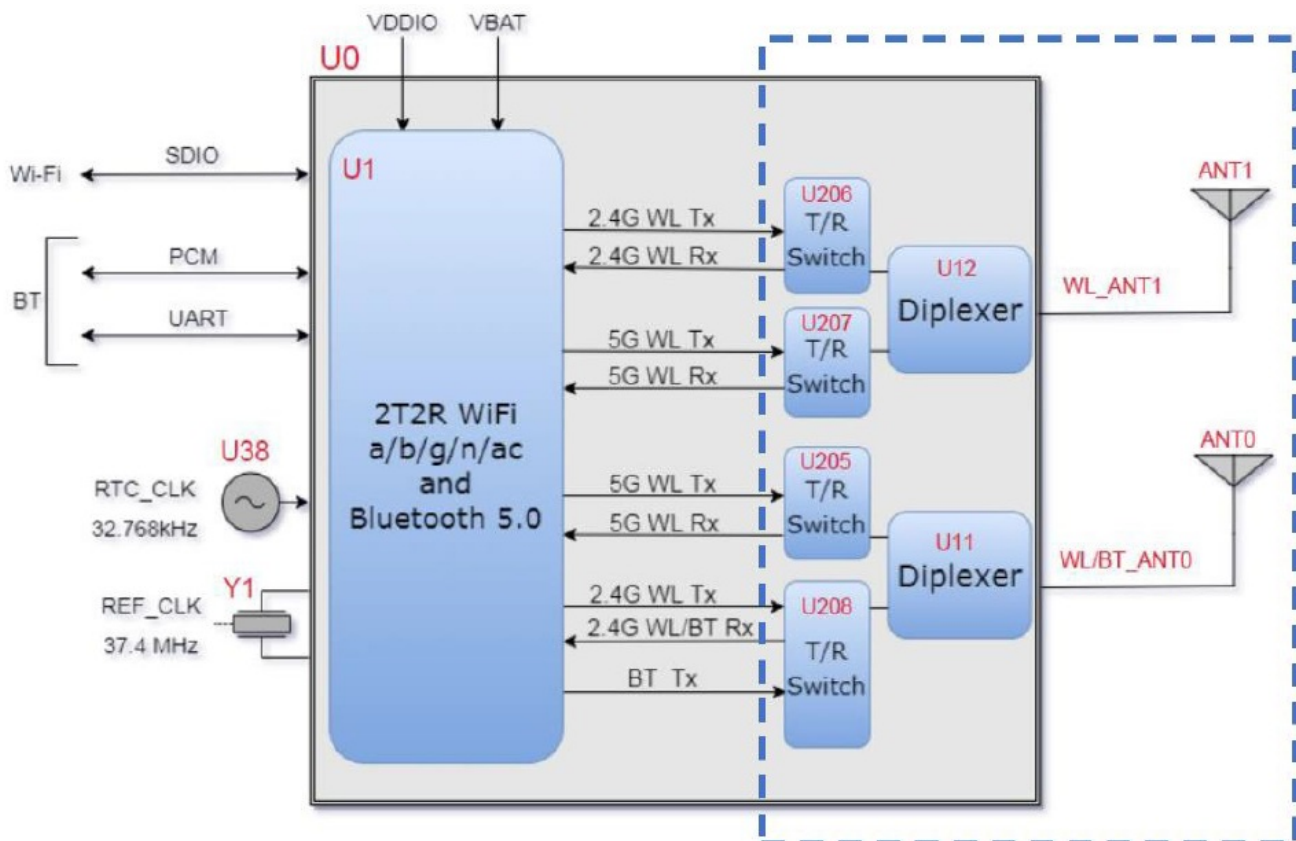 VDDIO
VBAT
U0
Wi-Fi
SDIO
BT
PCM
UART
U38
RTC_CLK
32.768kHz
Y1
REF_CLK
37.4 MHz
U1
2T2R WiFi
a/b/g/n/ac
and
Bluetooth 5.0
2.4G WL Tx
2.4G WL Rx
5G WL Tx
5G WL Rx
5G WL Tx
5G WL Rx
2.4G WL Tx
2.4G WL/BT Rx
BT Tx
U206
T/R
Switch
U207
T/R
Switch
U205
T/R
Switch
U208
T/R
Switch
U12
Diplexer
U11
Diplexer
ANT1
WL_ANT1
ANT0
WL/BT_ANT0